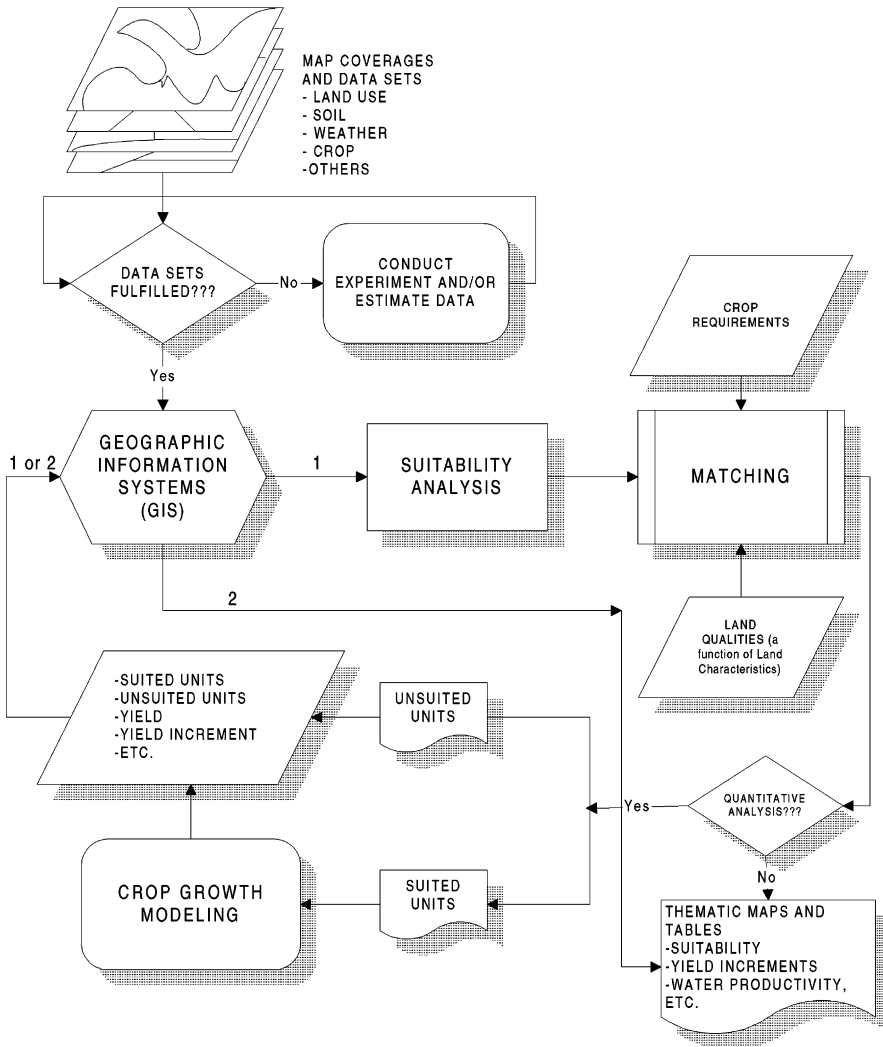 MAP COVERAGES
AND DATA SETS
- LAND USE
- SOIL
- WEATHER
- CROP
-OTHERS
DATA SETS
FULFILLED???
No
CONDUCT
EXPERIMENT AND/OR
ESTIMATE DATA
CROP
REQUIREMENTS
Yes
1 or 2
GEOGRAPHIC
INFORMATION
SYSTEMS
(GIS)
1
SUITABILITY
ANALYSIS
MATCHING
2
LAND
QUALITIES (a
function of Land
Characteristics)
-SUITED UNITS
-UNSUITED UNITS
-YIELD
-YIELD INCREMENT
-ETC.
UNSUITED
UNITS
Yes
QUANTITATIVE
ANALYSIS???
No
CROP GROWTH
MODELING
SUITED
UNITS
THEMATIC MAPS AND
TABLES
-SUITABILITY
-YIELD INCREMENTS
-WATER PRODUCTIVITY,
ETC.